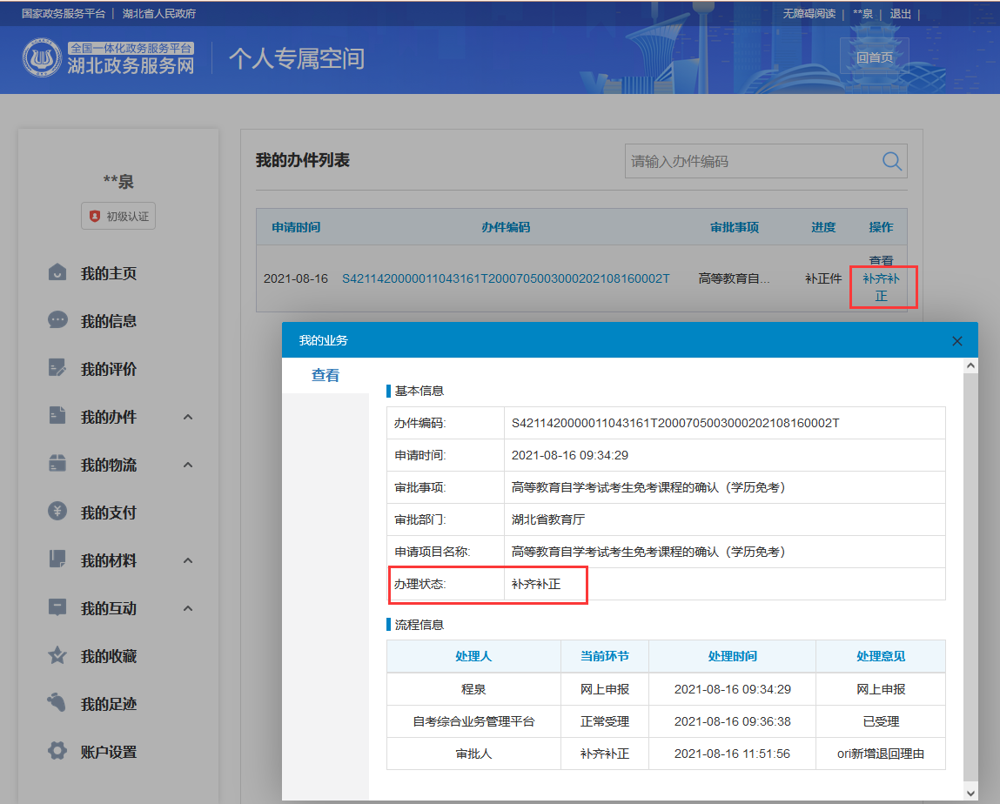 国家政务服务平台 | 湖北省人民政府
无障碍阅读 | **泉 | 退出 |
全国一体化政务服务平台
湖北政务服务网
个人专属空间
回首页
**泉
初级认证
我的主页
我的信息
我的评价
我的办件
我的物流
我的支付
我的材料
我的互动
我的收藏
我的足迹
账户设置
我的办件列表
请输入办件编码
申请时间 办件编码 审批事项 进度 操作
查看
2021-08-16 S4211420000011043161T2000705003000202108160002T 高等教育自... 补正件 补齐补
正
我的业务
查看
基本信息
办件编码: S4211420000011043161T2000705003000202108160002T
申请时间: 2021-08-16 09:34:29
审批事项: 高等教育自学考试考生免考课程的确认（学历免考）
审批部门: 湖北省教育厅
申请项目名称: 高等教育自学考试考生免考课程的确认（学历免考）
办理状态: 补齐补正
流程信息
处理人 当前环节 处理时间 处理意见
程泉 网上申报 2021-08-16 09:34:29 网上申报
自考综合业务管理平台 正常受理 2021-08-16 09:36:38 已受理
审批人 补齐补正 2021-08-16 11:51:56 ori新增退回理由